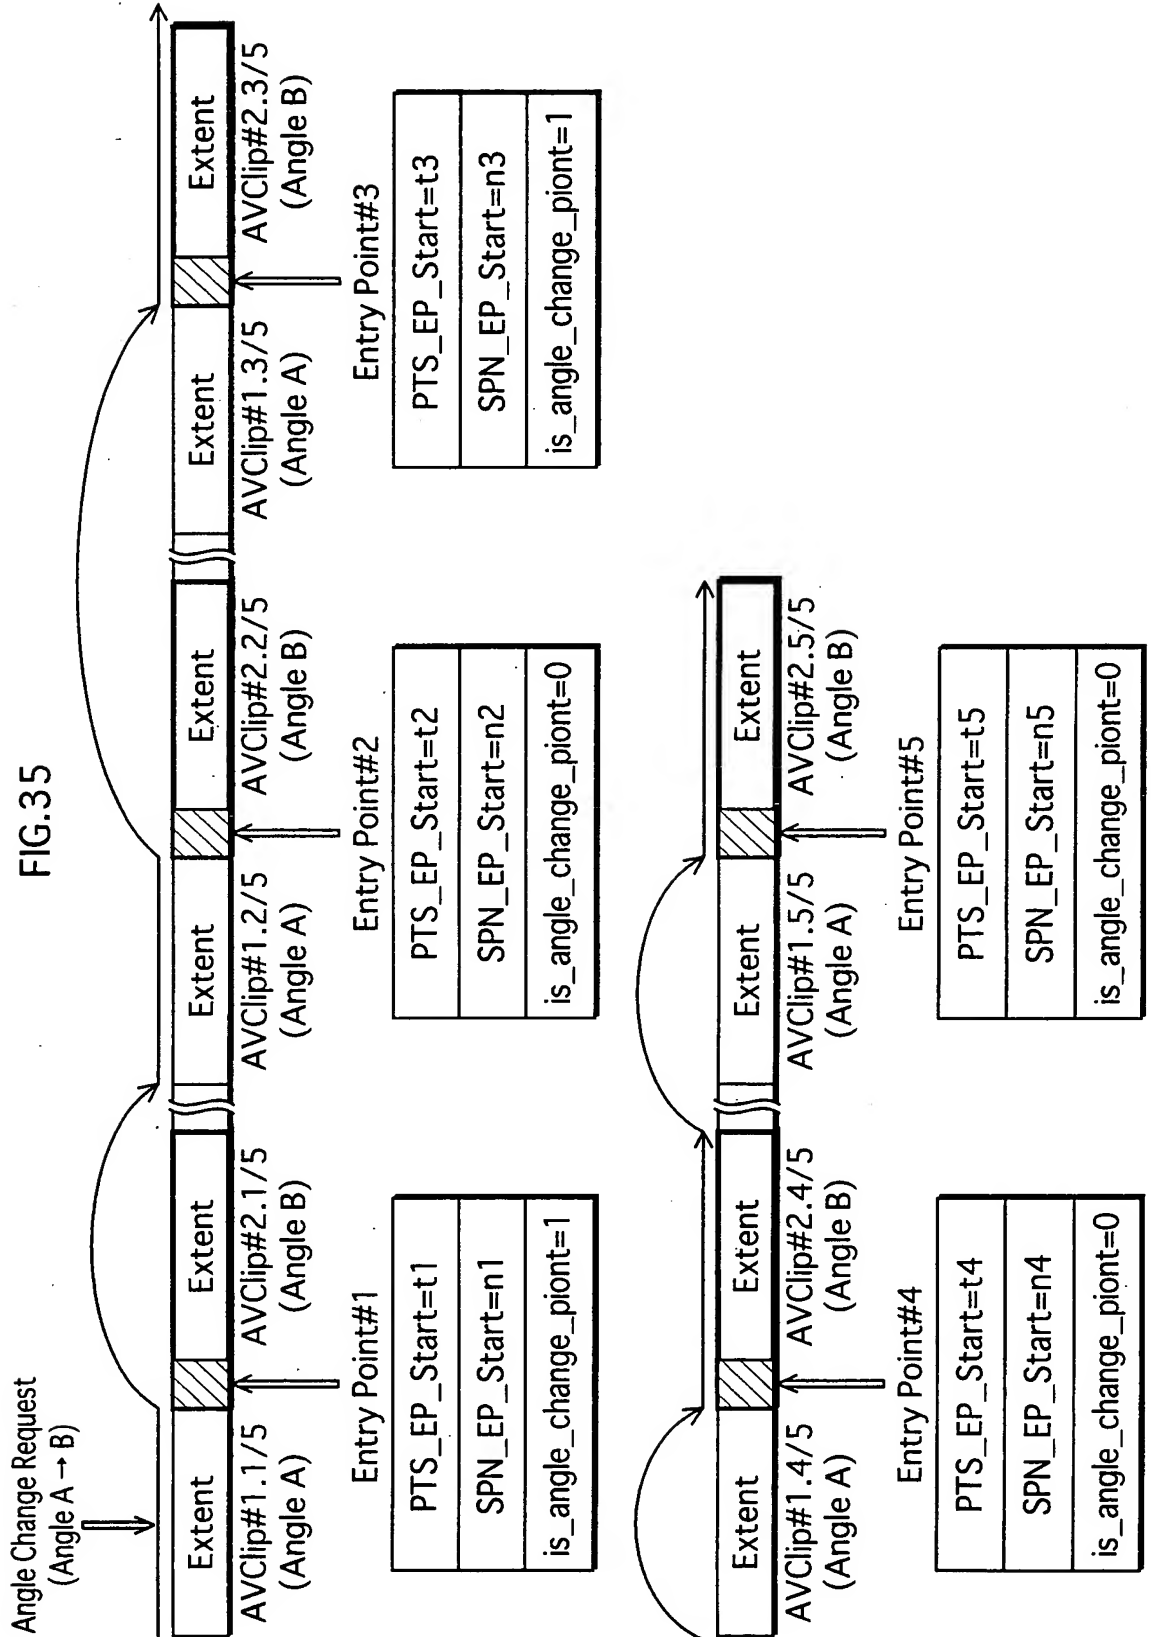 FIG.35
Angle Change Request
(Angle A → B)
Extent
Extent
Extent
Extent
Extent
Extent
AVClip#1.1/5
(Angle A)
AVClip#2.1/5
(Angle B)
AVClip#1.2/5
(Angle A)
AVClip#2.2/5
(Angle B)
AVClip#1.3/5
(Angle A)
AVClip#2.3/5
(Angle B)
Entry Point#1
PTS_EP_Start=t1
SPN_EP_Start=n1
is_angle_change_piont=1
Entry Point#2
PTS_EP_Start=t2
SPN_EP_Start=n2
is_angle_change_piont=0
Entry Point#3
PTS_EP_Start=t3
SPN_EP_Start=n3
is_angle_change_piont=1
Extent
Extent
Extent
Extent
AVClip#1.4/5
(Angle A)
AVClip#2.4/5
(Angle B)
AVClip#1.5/5
(Angle A)
AVClip#2.5/5
(Angle B)
Entry Point#4
PTS_EP_Start=t4
SPN_EP_Start=n4
is_angle_change_piont=0
Entry Point#5
PTS_EP_Start=t5
SPN_EP_Start=n5
is_angle_change_piont=0